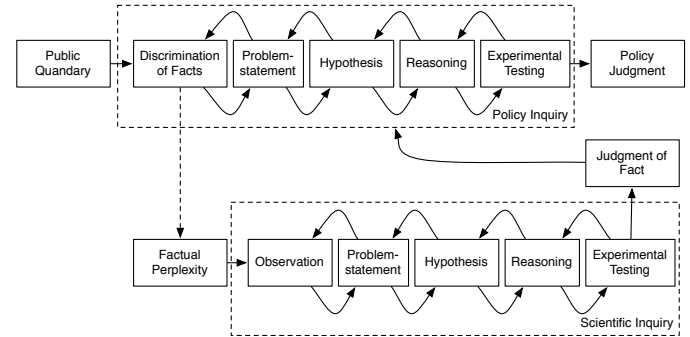 Public
Quandary
Discrimination
of Facts
Problem-
statement
Hypothesis
Reasoning
Experimental
Testing
Policy
Judgment
Policy Inquiry
Judgment of
Fact
Factual
Perplexity
Observation
Problem-
statement
Hypothesis
Reasoning
Experimental
Testing
Scientific Inquiry